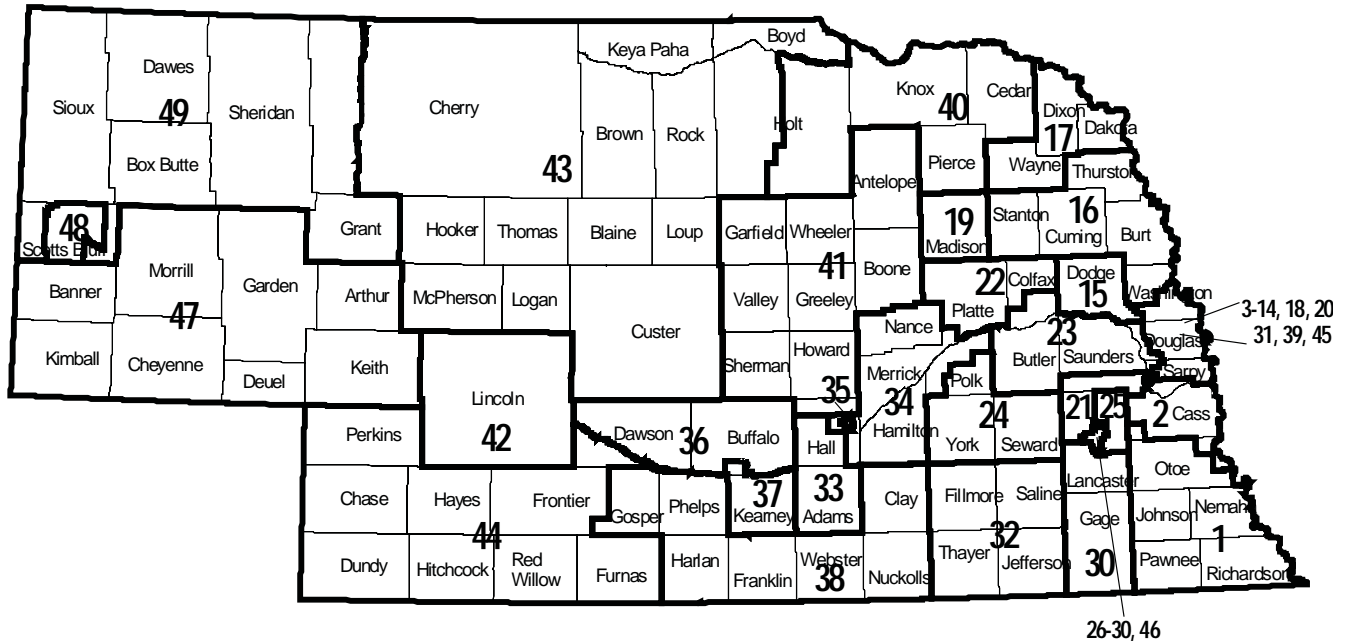 Boyd
Keya Paha
Dawes
Knox
Cedar
Sioux
49
Sheridan
Cherry
40
Dixon
Holt
Brown
Rock
17
Dakota
Box Butte
43
Pierce
Wayne
Thurston
Antelope
48
Scotts Bluff
Grant
Hooker
Thomas
Blaine
Loup
Garfield
Wheeler
19
Madison
Stanton
16
Cuming
Burt
Morrill
Garden
41
Boone
Banner
Arthur
McPherson
Logan
Valley
Greeley
22
Colfax
Dodge
15
Washington
47
Platte
3-14, 18, 20
31, 39, 45
Custer
Nance
23
Douglas
Kimball
Cheyenne
Deuel
Keith
Sherman
Howard
Butler
Saunders
Sarpy
Merrick
Polk
Lincoln
35
34
24
21
25
2
Cass
42
Perkins
Dawson
36
Buffalo
Hall
Hamilton
York
Seward
Otoe
Chase
Hayes
Frontier
Gosper
Phelps
37
Kearney
33
Adams
Clay
Fillmore
Saline
Lancaster
Gage
Johnson
Nemaha
44
32
1
Dundy
Hitchcock
Red
Willow
Furnas
Harlan
Franklin
Webster
38
Nuckolls
Thayer
Jefferson
30
Pawnee
Richardson
26-30, 46